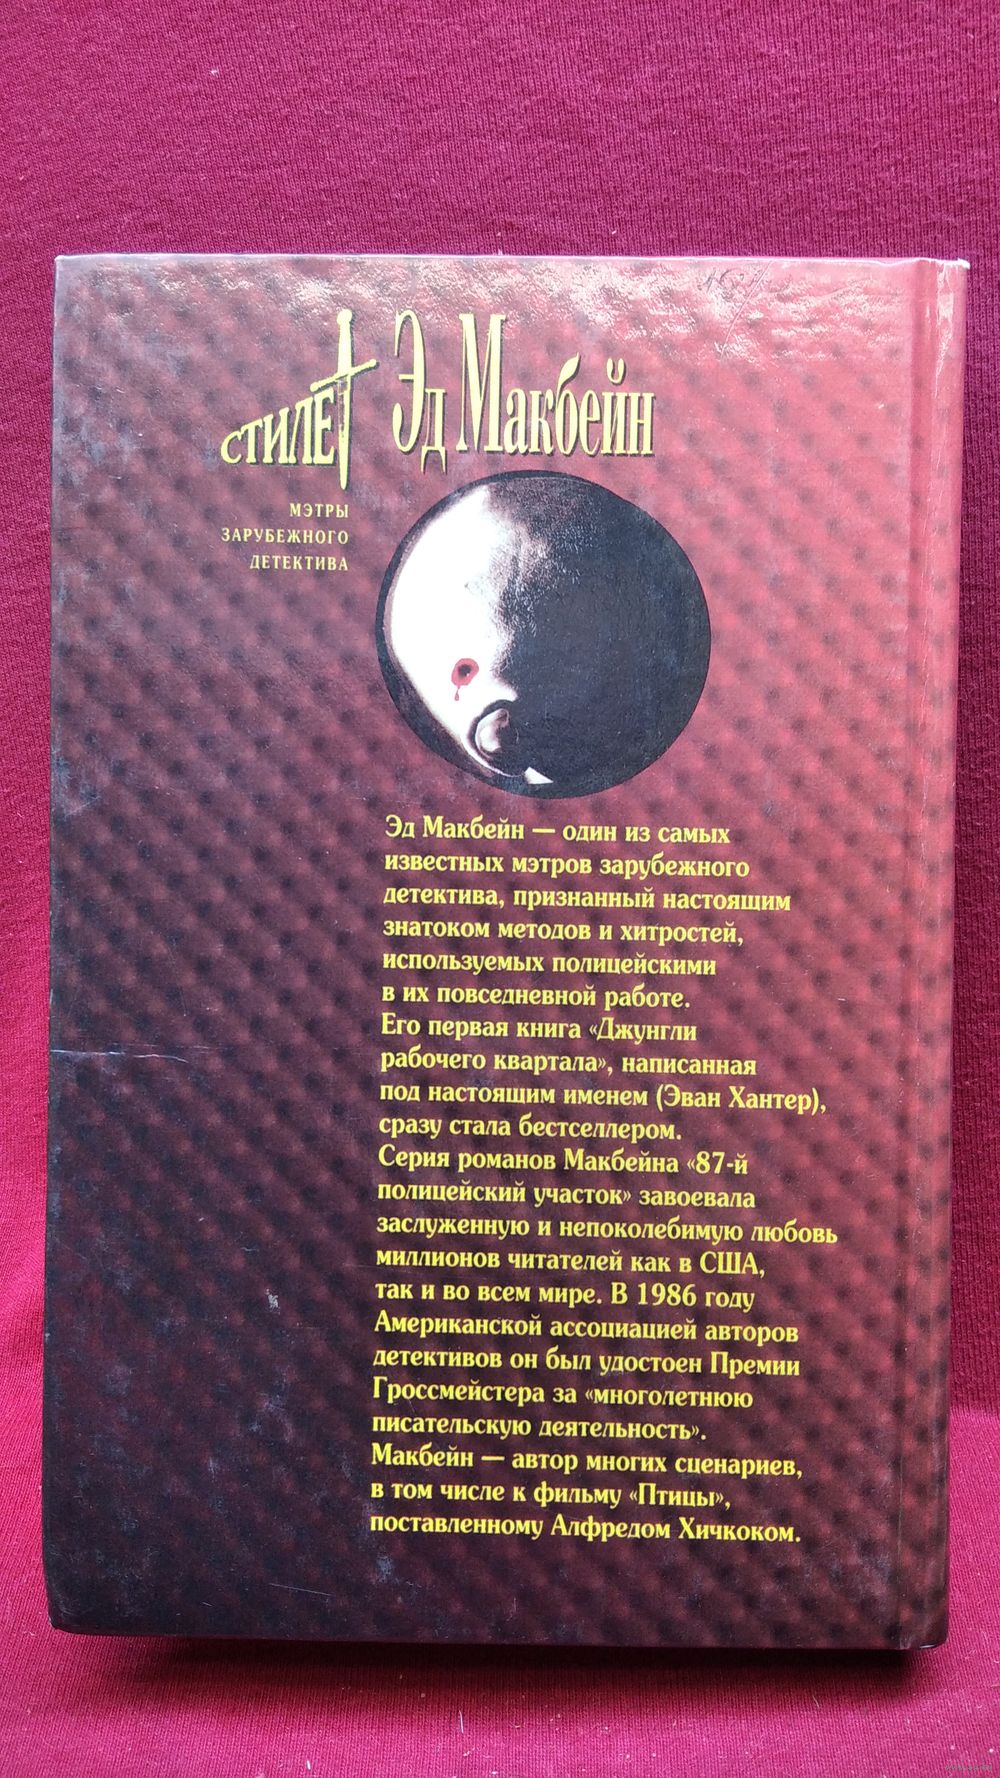 СТИЛЕТ
Эд Макбейн
МЭТРЫ
ЗАРУБЕЖНОГО
ДЕТЕКТИВА
Эд Макбейн — один из самых
известных мэтров зарубежного
детектива, признанный настоящим
знатоком методов и хитростей,
используемых полицейскими
в их повседневной работе.
Его первая книга «Джунгли
рабочего квартала», написанная
под настоящим именем (Эван Хантер),
сразу стала бестселлером.
Серия романов Макбейна «87-й
полицейский участок» завоевала
заслуженную и непоколебимую любовь
миллионов читателей как в США,
так и во всем мире. В 1986 году
Американской ассоциацией авторов
детективов он был удостоен Премии
Гроссмейстера за «многолетнюю
писательскую деятельность».
Макбейн — автор многих сценариев,
в том числе к фильму «Птицы»,
поставленному Алфредом Хичкоком.